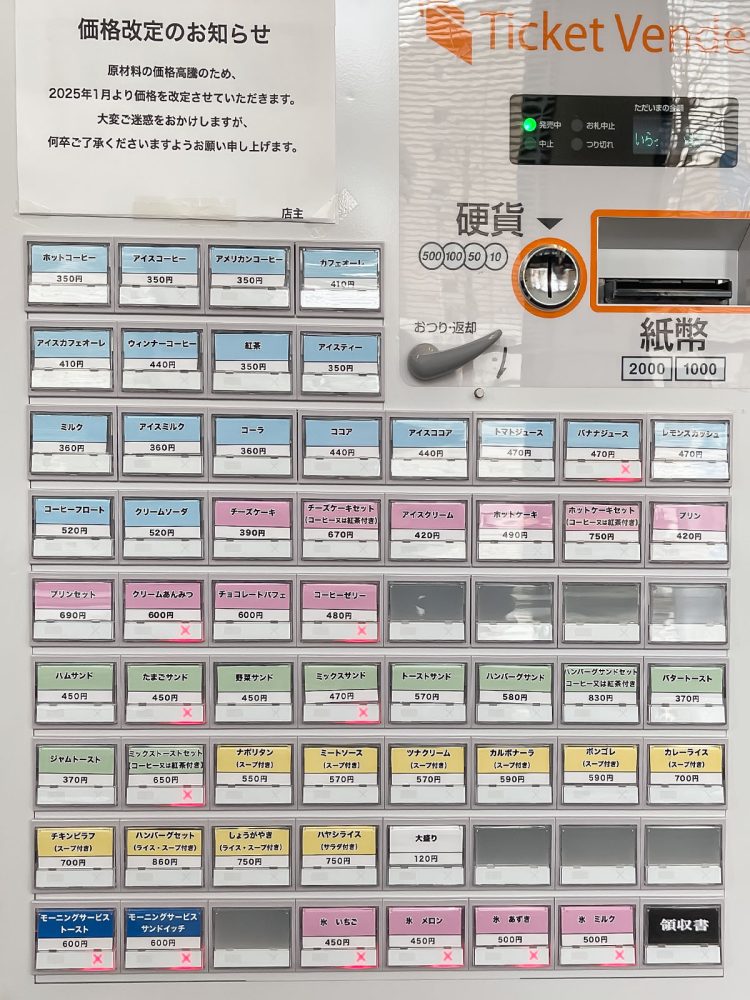 価格改定のお知らせ
原材料の価格高騰のため、
2025年1月より価格を改定させていただきます。
大変ご迷惑をおかけしますが、
何卒ご了承くださいますようお願い申し上げます。
店主
Ticket Vende
ただいまの金額
発売中 お札中止
中止 つり切れ
いらっ
硬貨
500 100 50 10
おつり・返却
紙幣
2000 1000
ホットコーヒー
350円
アイスコーヒー
350円
アメリカンコーヒー
350円
カフェオーレ
410円
アイスカフェオーレ
410円
ウィンナーコーヒー
440円
紅茶
350円
アイスティー
350円
ミルク
360円
アイスミルク
360円
コーラ
360円
ココア
440円
アイスココア
440円
トマトジュース
470円
バナナジュース
470円
レモンスカッシュ
470円
コーヒーフロート
520円
クリームソーダ
520円
チーズケーキ
390円
チーズケーキセット
(コーヒー又は紅茶付き)
670円
アイスクリーム
420円
ホットケーキ
490円
ホットケーキセット
(コーヒー又は紅茶付き)
750円
プリン
420円
プリンセット
690円
クリームあんみつ
600円
チョコレートパフェ
600円
コーヒーゼリー
480円
ハムサンド
450円
たまごサンド
450円
野菜サンド
450円
ミックスサンド
470円
トーストサンド
570円
ハンバーグサンド
580円
ハンバーグサンドセット
コーヒー又は紅茶付き
830円
バタートースト
370円
ジャムトースト
370円
ミックストーストセット
(コーヒー又は紅茶付き)
650円
ナポリタン
(スープ付き)
550円
ミートソース
(スープ付き)
570円
ツナクリーム
(スープ付き)
570円
カルボナーラ
(スープ付き)
590円
ボンゴレ
(スープ付き)
590円
カレーライス
(スープ付き)
700円
チキンピラフ
(スープ付き)
700円
ハンバーグセット
(ライス・スープ付き)
860円
しょうがやき
(ライス・スープ付き)
750円
ハヤシライス
(サラダ付き)
750円
大盛り
120円
モーニングサービス
トースト
600円
モーニングサービス
サンドイッチ
600円
氷 いちご
450円
氷 メロン
450円
氷 あずき
500円
氷 ミルク
500円
領収書